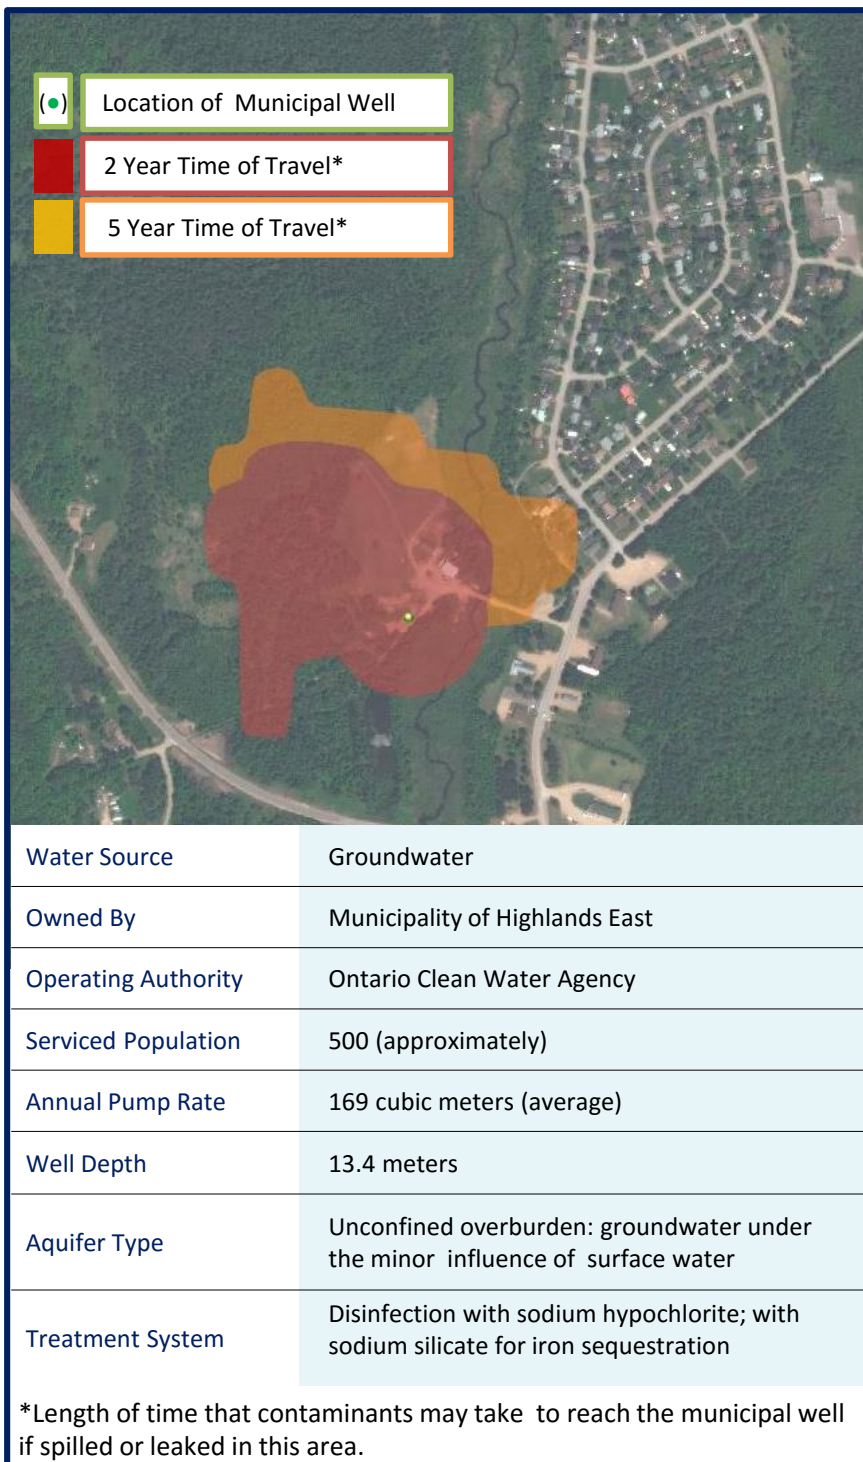 (●) Location of Municipal Well
2 Year Time of Travel*
5 Year Time of Travel*
Water Source Groundwater
Owned By Municipality of Highlands East
Operating Authority Ontario Clean Water Agency
Serviced Population 500 (approximately)
Annual Pump Rate 169 cubic meters (average)
Well Depth 13.4 meters
Aquifer Type Unconfined overburden: groundwater under
the minor influence of surface water
Treatment System Disinfection with sodium hypochlorite; with
sodium silicate for iron sequestration
*Length of time that contaminants may take to reach the municipal well
if spilled or leaked in this area.